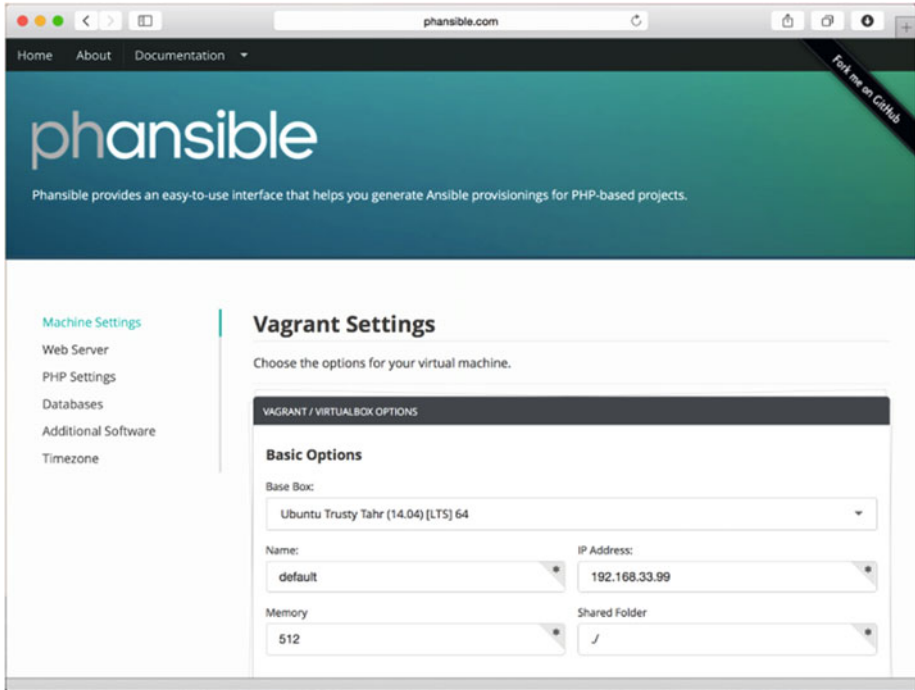 phansible.com
Home About Documentation
Fork me on GitHub
phansible
Phansible provides an easy-to-use interface that helps you generate Ansible provisionings for PHP-based projects.
Machine Settings
Web Server
PHP Settings
Databases
Additional Software
Timezone
Vagrant Settings
Choose the options for your virtual machine.
VAGRANT / VIRTUALBOX OPTIONS
Basic Options
Base Box:
Ubuntu Trusty Tahr (14.04) [LTS] 64
Name: IP Address:
default * 192.168.33.99 *
Memory Shared Folder
512 * ./ *